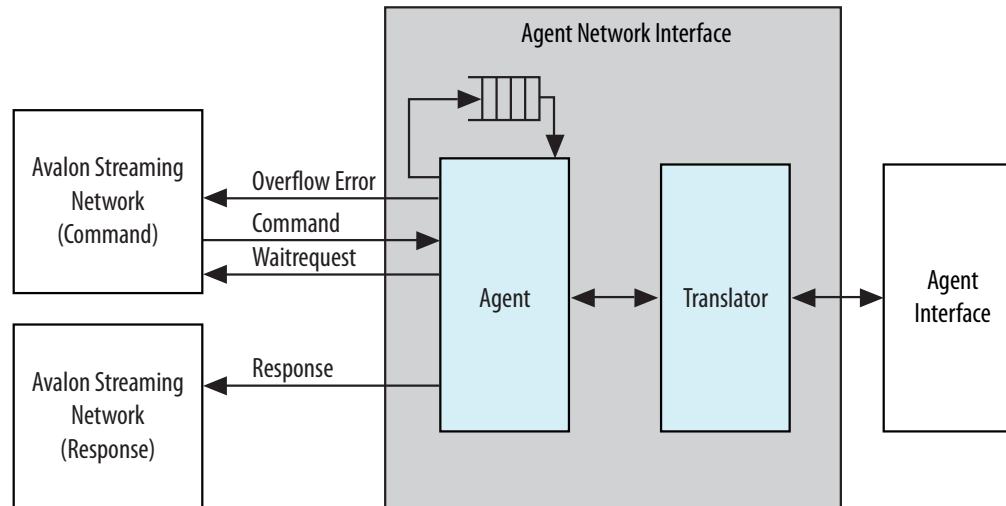 Agent Network Interface
Avalon Streaming
Network
(Command)
Overflow Error
Command
Waitrequest
Agent
Translator
Agent
Interface
Avalon Streaming
Network
(Response)
Response